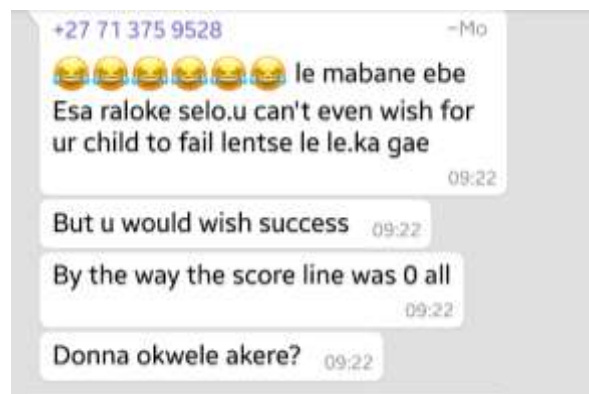 +27 71 375 9528 ~Mo
😂😂😂😂😂😂 le mabane ebe
Esa raloke selo.u can't even wish for
ur child to fail lentse le le.ka gae
09:22
But u would wish success 09:22
By the way the score line was 0 all
09:22
Donna okwele akere? 09:22